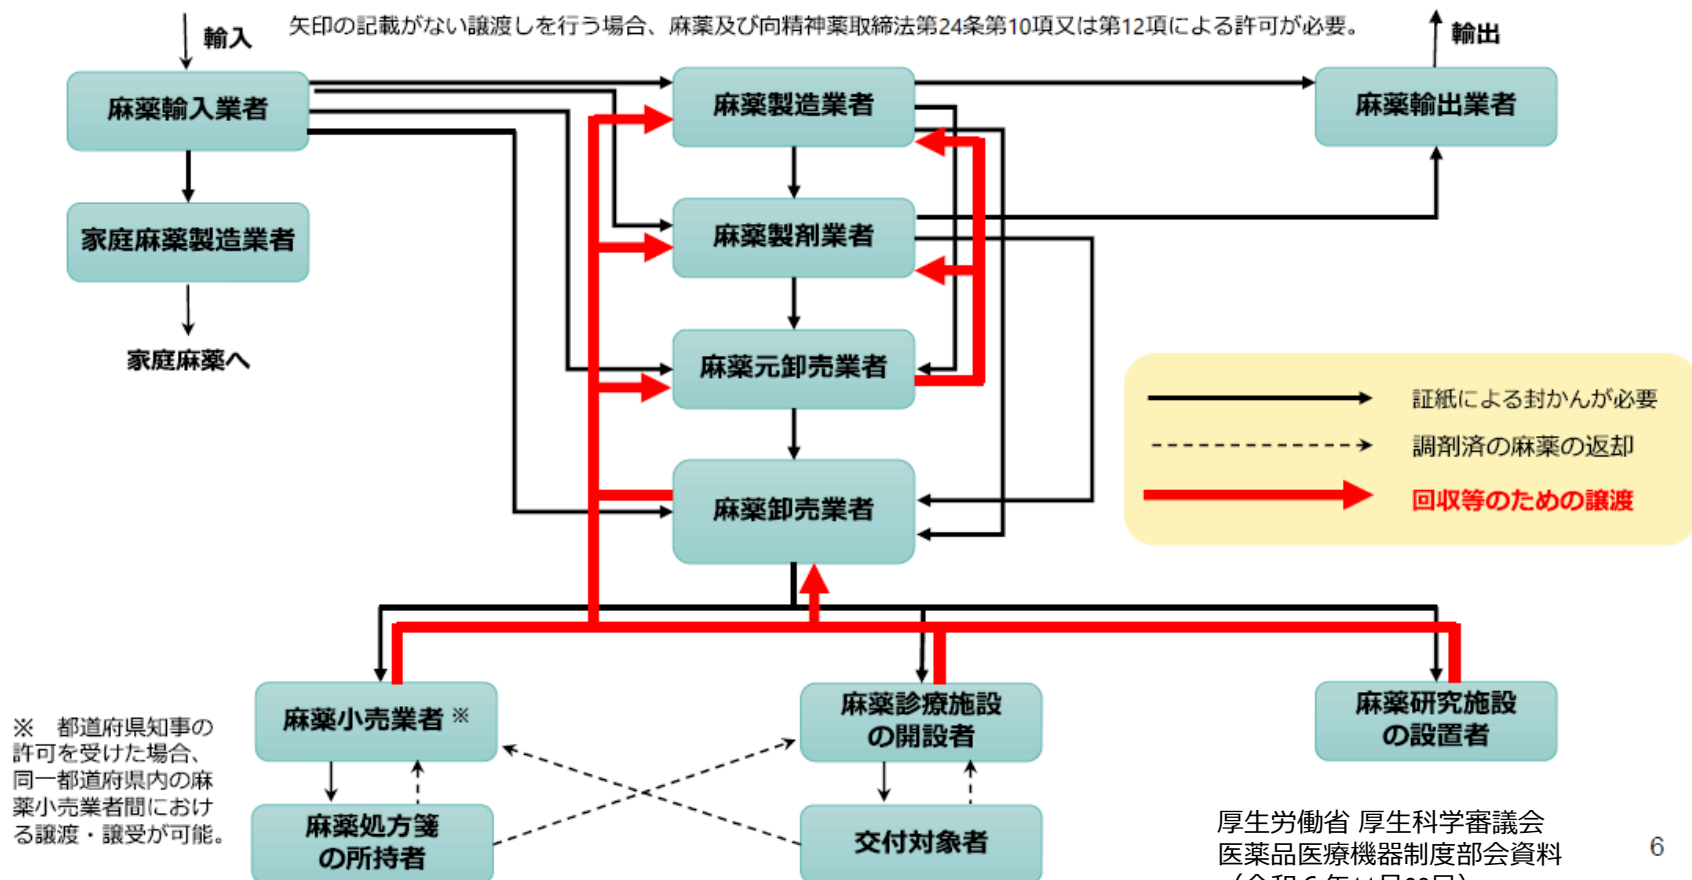 輸入
矢印の記載がない譲渡しを行う場合、麻薬及び向精神薬取締法第24条第10項又は第12項による許可が必要。
輸出
麻薬輸入業者
麻薬製造業者
麻薬輸出業者
家庭麻薬製造業者
麻薬製剤業者
家庭麻薬へ
麻薬元卸売業者
証紙による封かんが必要
調剤済の麻薬の返却
回収等のための譲渡
麻薬卸売業者
麻薬小売業者 ※
麻薬診療施設
の開設者
麻薬研究施設
の設置者
※　都道府県知事の
許可を受けた場合、
同一都道府県内の麻
薬小売業者間におけ
る譲渡・譲受が可能。
麻薬処方箋
の所持者
交付対象者
厚生労働省 厚生科学審議会
医薬品医療機器制度部会資料
6